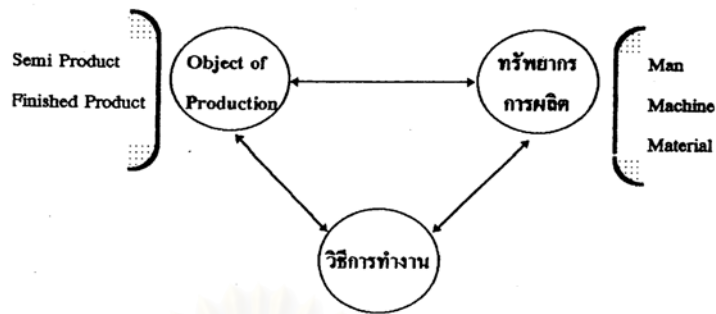 Semi Product
Finished Product
Object of
Production
ทรัพยากร
การผลิต
Man
Machine
Material
วิธีการทำงาน